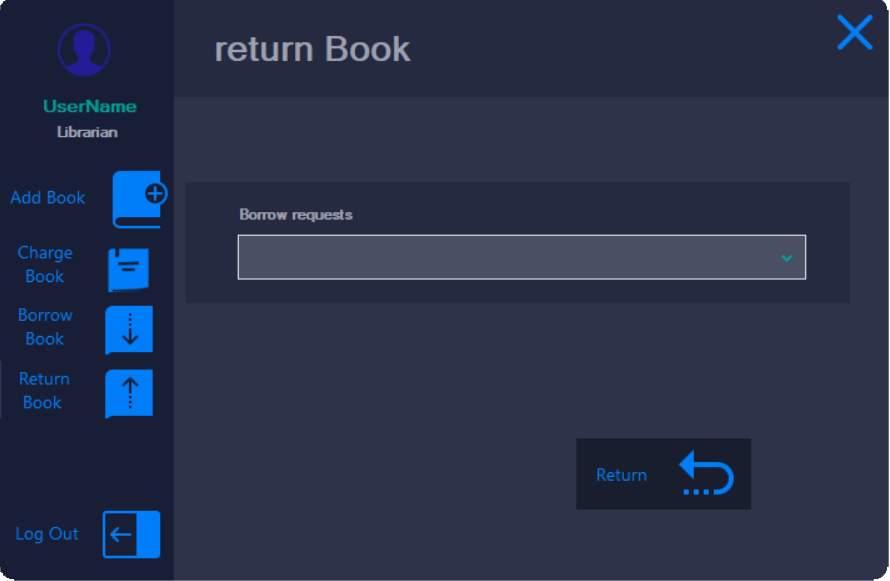 return Book
UserName
Librarian
Add Book
Charge
Book
Borrow
Book
Return
Book
Log Out
Borrow requests
Return